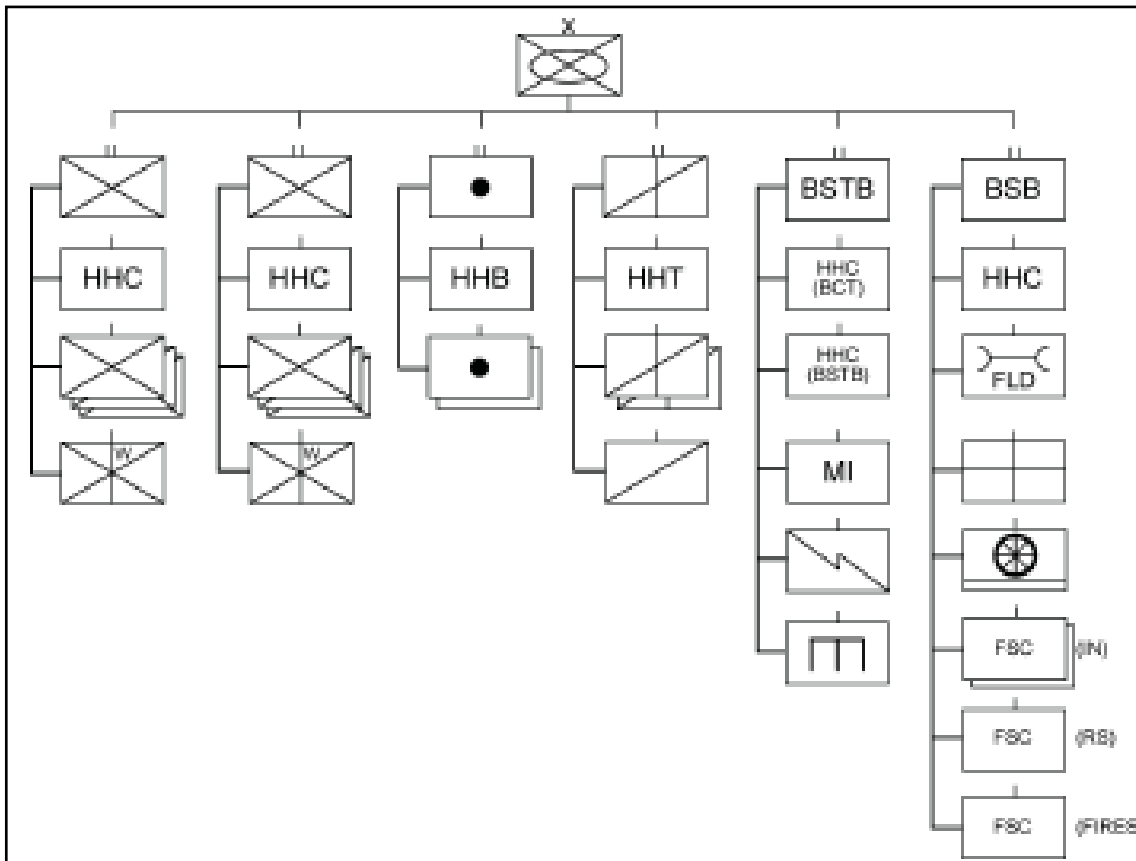 X
BSTB
BSB
HHC
HHC
HHB
HHT
HHC
(BCT)
HHC
HHC
(BSTB)
FLD
W
W
MI
FSC
(IN)
FSC
(RS)
FSC
(FIRES